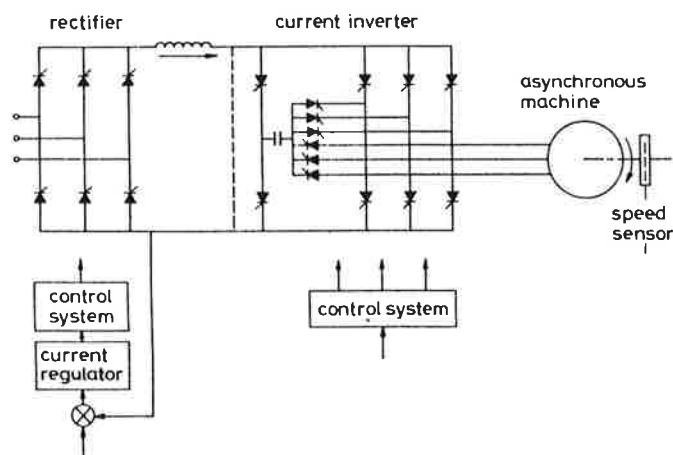 rectifier
current inverter
asynchronous
machine
speed
sensor
control
system
control system
current
regulator